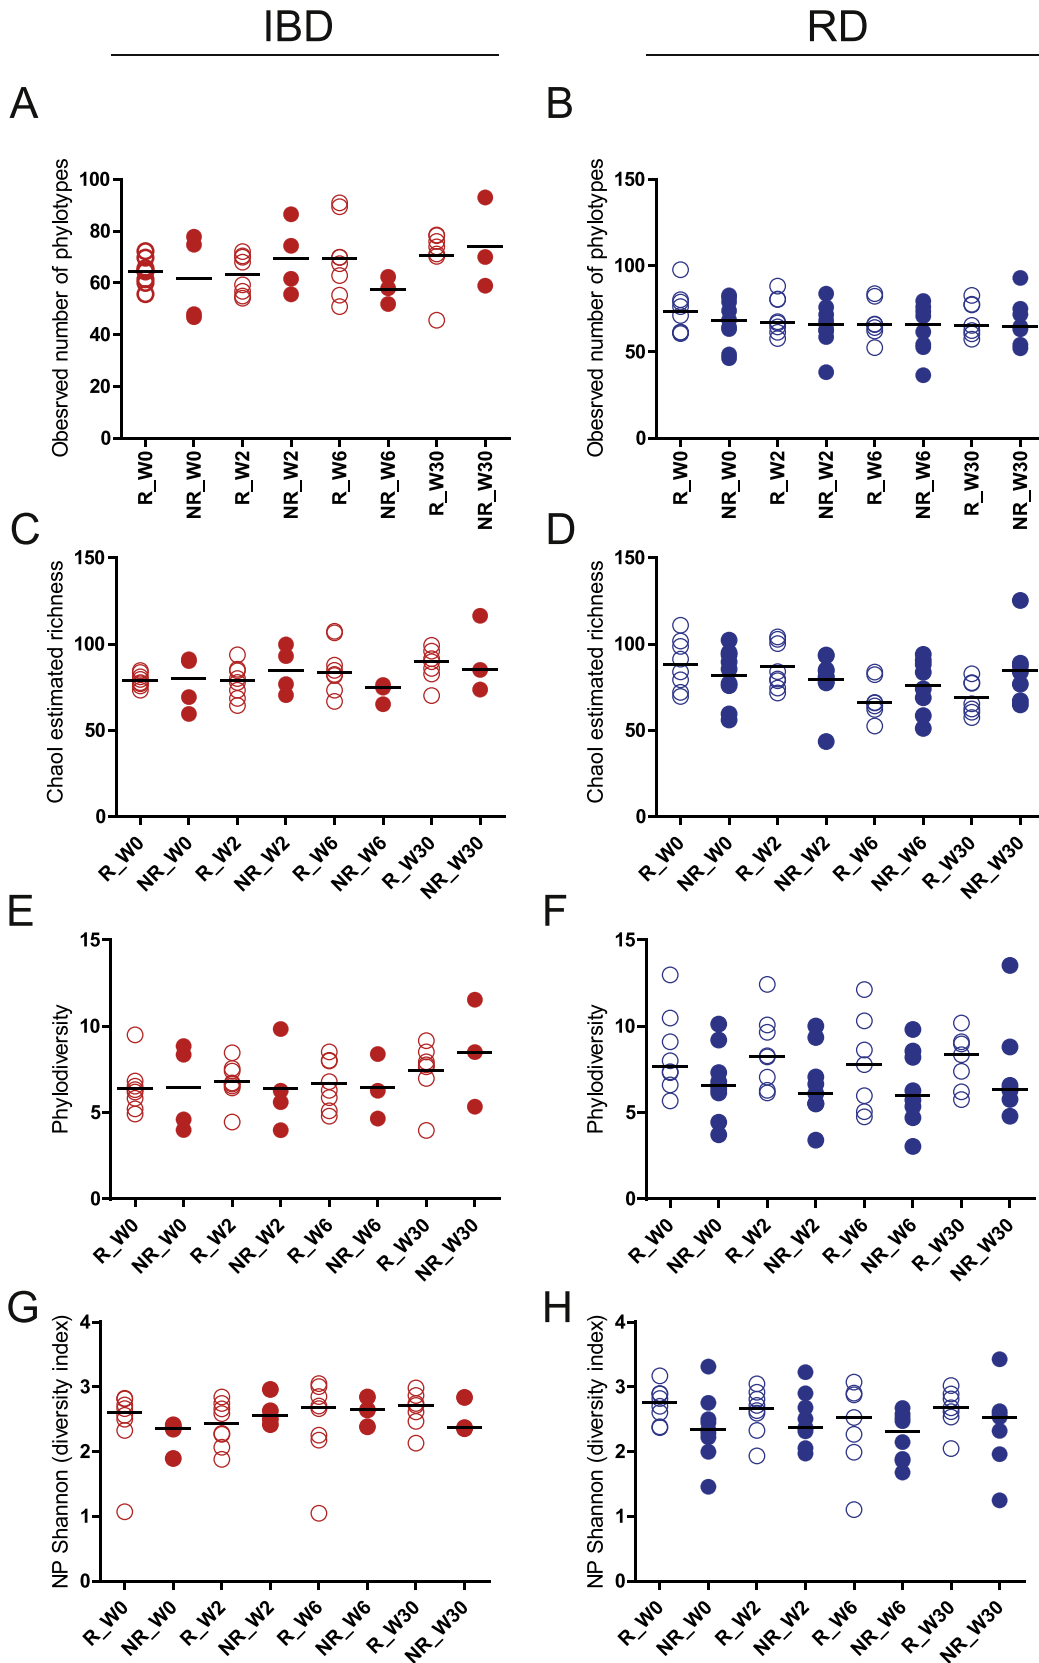 IBD
RD
A
Obesrved number of phylotypes
100
80
60
40
20
0
R_W0
NR_W0
R_W2
NR_W2
R_W6
NR_W6
R_W30
NR_W30
B
Obesrved number of phylotypes
150
100
50
0
R_W0
NR_W0
R_W2
NR_W2
R_W6
NR_W6
R_W30
NR_W30
C
Chaol estimated richness
150
100
50
0
R_W0
NR_W0
R_W2
NR_W2
R_W6
NR_W6
R_W30
NR_W30
D
Chaol estimated richness
150
100
50
0
R_W0
NR_W0
R_W2
NR_W2
R_W6
NR_W6
R_W30
NR_W30
E
Phylodiversity
15
10
5
0
R_W0
NR_W0
R_W2
NR_W2
R_W6
NR_W6
R_W30
NR_W30
F
Phylodiversity
15
10
5
0
R_W0
NR_W0
R_W2
NR_W2
R_W6
NR_W6
R_W30
NR_W30
G
NP Shannon (diversity index)
4
3
2
1
0
R_W0
NR_W0
R_W2
NR_W2
R_W6
NR_W6
R_W30
NR_W30
H
NP Shannon (diversity index)
4
3
2
1
0
R_W0
NR_W0
R_W2
NR_W2
R_W6
NR_W6
R_W30
NR_W30